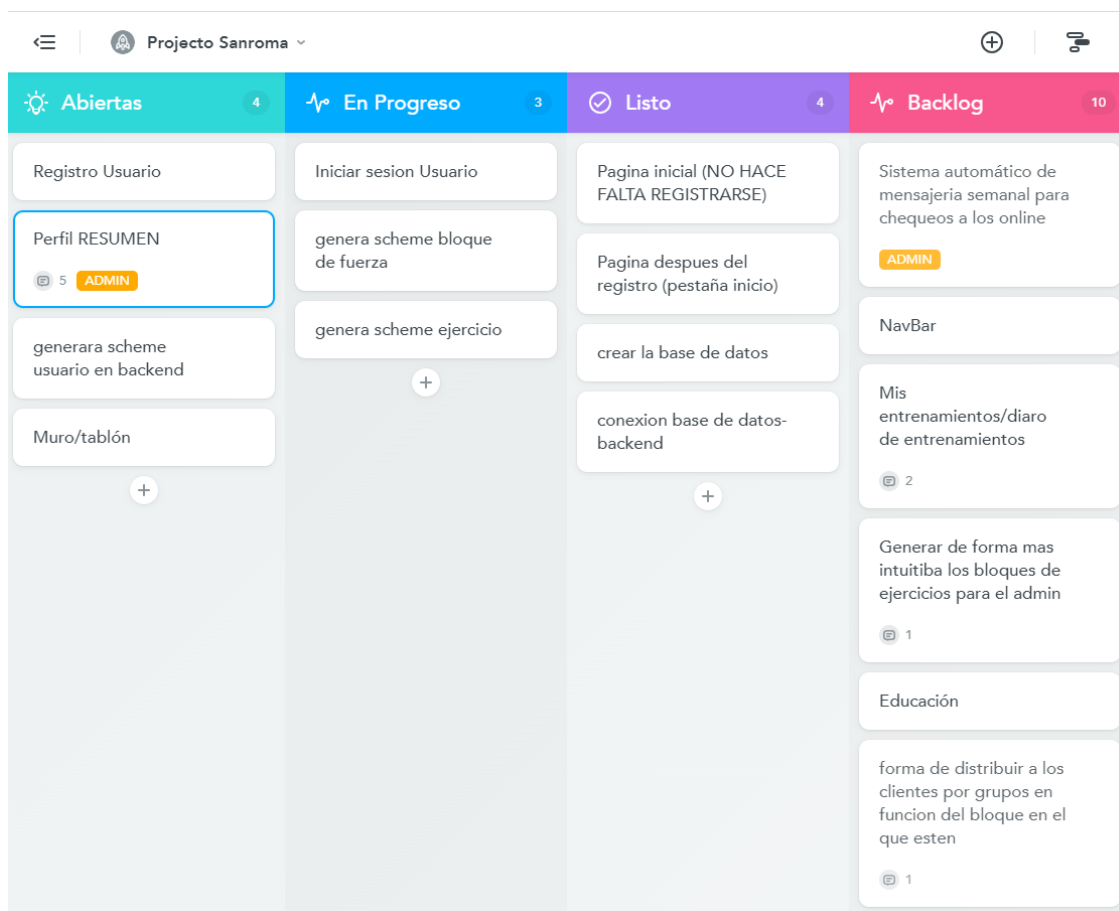 Projecto Sanroma
Abiertas 4
Registro Usuario
Perfil RESUMEN
5 ADMIN
generara scheme
usuario en backend
Muro/tablón
En Progreso 3
Iniciar sesion Usuario
genera scheme bloque
de fuerza
genera scheme ejercicio
Listo 4
Pagina inicial (NO HACE
FALTA REGISTRARSE)
Pagina despues del
registro (pestaña inicio)
crear la base de datos
conexion base de datos-
backend
Backlog 10
Sistema automático de
mensajeria semanal para
chequeos a los online
ADMIN
NavBar
Mis
entrenamientos/diaro
de entrenamientos
2
Generar de forma mas
intuitiba los bloques de
ejercicios para el admin
1
Educación
forma de distribuir a los
clientes por grupos en
funcion del bloque en el
que esten
1